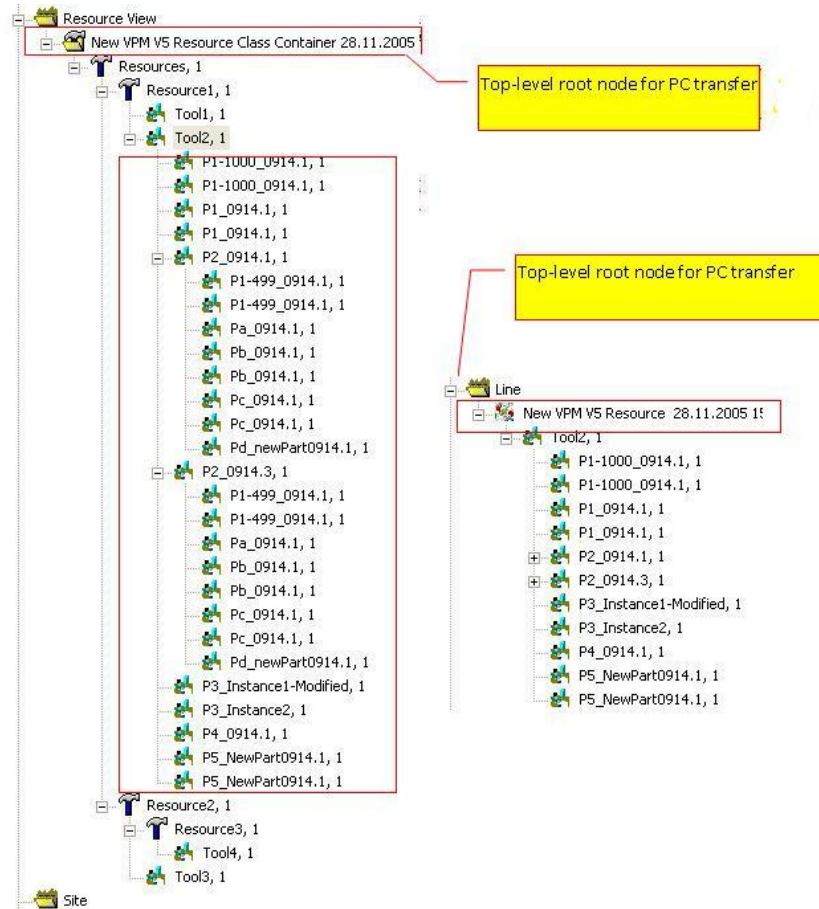 Resource View
New VPM V5 Resource Class Container 28.11.2005
Resources, 1
Resource1, 1
Tool1, 1
Tool2, 1
P1-1000_0914.1, 1
P1-1000_0914.1, 1
P1_0914.1, 1
P1_0914.1, 1
P2_0914.1, 1
P1-499_0914.1, 1
P1-499_0914.1, 1
Pa_0914.1, 1
Pb_0914.1, 1
Pb_0914.1, 1
Pc_0914.1, 1
Pc_0914.1, 1
Pd_newPart0914.1, 1
P2_0914.3, 1
P1-499_0914.1, 1
P1-499_0914.1, 1
Pa_0914.1, 1
Pb_0914.1, 1
Pb_0914.1, 1
Pc_0914.1, 1
Pc_0914.1, 1
Pd_newPart0914.1, 1
P3_Instance1-Modified, 1
P3_Instance2, 1
P4_0914.1, 1
P5_NewPart0914.1, 1
P5_NewPart0914.1, 1
Resource2, 1
Resource3, 1
Tool4, 1
Tool3, 1
Site
Top-level root node for PC transfer
Top-level root node for PC transfer
Line
New VPM V5 Resource 28.11.2005
Tool2, 1
P1-1000_0914.1, 1
P1-1000_0914.1, 1
P1_0914.1, 1
P1_0914.1, 1
P2_0914.1, 1
P2_0914.3, 1
P3_Instance1-Modified, 1
P3_Instance2, 1
P4_0914.1, 1
P5_NewPart0914.1, 1
P5_NewPart0914.1, 1